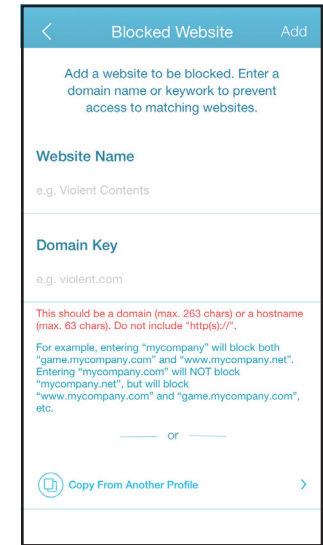 Blocked Website Add
Add a website to be blocked. Enter a
domain name or keywork to prevent
access to matching websites.
Website Name
e.g. Violent Contents
Domain Key
e.g. violent.com
This should be a domain (max. 263 chars) or a hostname
(max. 63 chars). Do not include "http(s)://".
For example, entering "mycompany" will block both
"game.mycompany.com" and "www.mycompany.net".
Entering "mycompany.com" will NOT block
"mycompany.net", but will block
"www.mycompany.com" and "game.mycompany.com",
etc.
or
Copy From Another Profile